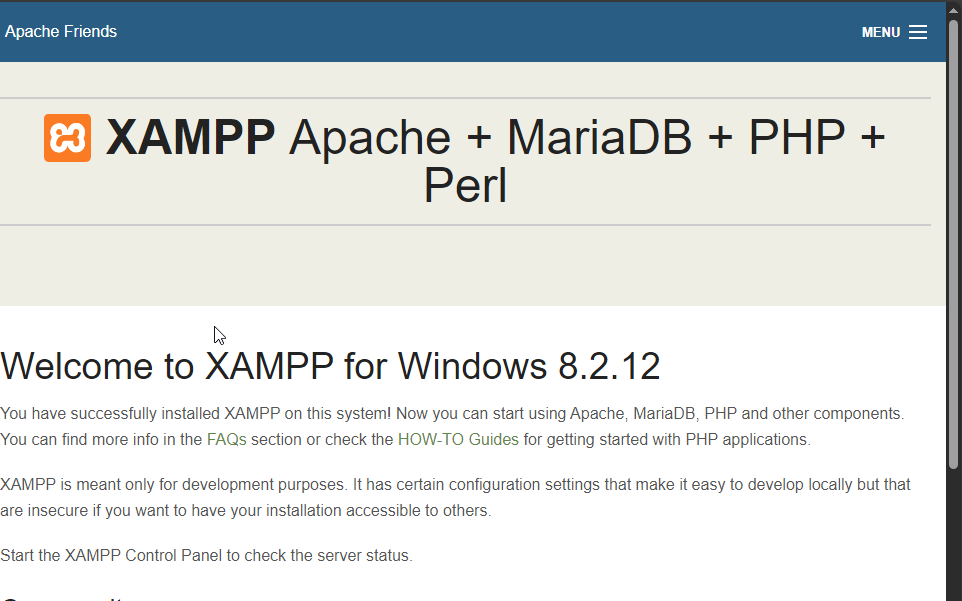 Apache Friends
MENU
XAMPP Apache + MariaDB + PHP +
Perl
Welcome to XAMPP for Windows 8.2.12
You have successfully installed XAMPP on this system! Now you can start using Apache, MariaDB, PHP and other components.
You can find more info in the FAQs section or check the HOW-TO Guides for getting started with PHP applications.
XAMPP is meant only for development purposes. It has certain configuration settings that make it easy to develop locally but that
are insecure if you want to have your installation accessible to others.
Start the XAMPP Control Panel to check the server status.